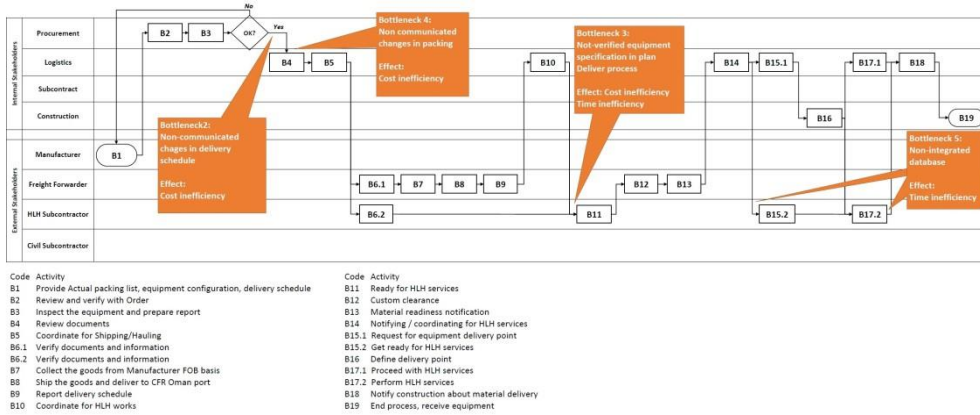 No
Procurement
B2
B3
OK?
Yes
Bottleneck 4:
Non communicated
changes in packing
Effect:
Cost inefficiency
Bottleneck 3:
Not-verified equipment
specification in plan
Deliver process
Effect: Cost inefficiency
Time inefficiency
Internal Stakeholders
Logistics
B4
B5
B10
B14
B15.1
B17.1
B18
Subcontract
Construction
B16
B19
Bottleneck2:
Non-communicated
chages in delivery
schedule
Effect:
Cost inefficiency
Bottleneck 5:
Non-integrated
database
Effect:
Time inefficiency
External Stakeholders
Manufacturer
B1
Freight Forwarder
B6.1
B7
B8
B9
B12
B13
HLH Subcontractor
B6.2
B11
B15.2
B17.2
Civil Subcontractor
Code Activity
B1 Provide Actual packing list, equipment configuration, delivery schedule
B2 Review and verify with Order
B3 Inspect the equipment and prepare report
B4 Review documents
B5 Coordinate for Shipping/Hauling
B6.1 Verify documents and information
B6.2 Verify documents and information
B7 Collect the goods from Manufacturer FOB basis
B8 Ship the goods and deliver to CFR Oman port
B9 Report delivery schedule
B10 Coordinate for HLH works
Code Activity
B11 Ready for HLH services
B12 Custom clearance
B13 Material readiness notification
B14 Notifying / coordinating for HLH services
B15.1 Request for equipment delivery point
B15.2 Get ready for HLH services
B16 Define delivery point
B17.1 Proceed with HLH services
B17.2 Perform HLH services
B18 Notify construction about material delivery
B19 End process, receive equipment